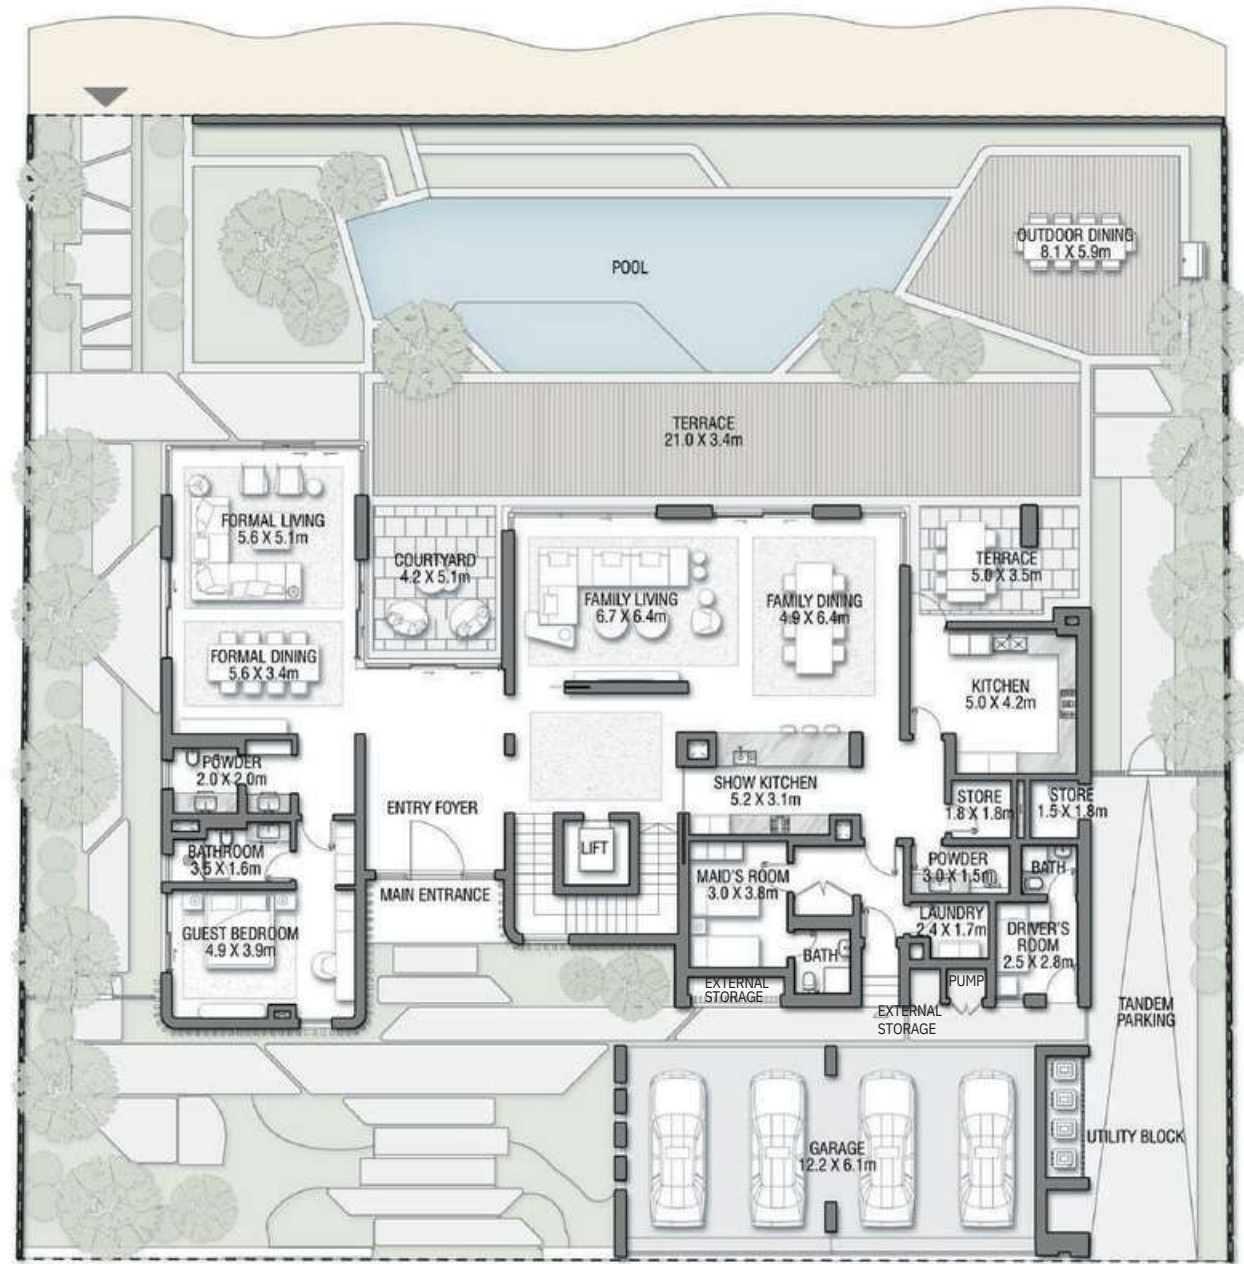 OUTDOOR DINING
8.1 X 5.9m
POOL
TERRACE
21.0 X 3.4m
FORMAL LIVING
5.6 X 5.1m
COURTYARD
4.2 X 5.1m
FAMILY LIVING
6.7 X 6.4m
FAMILY DINING
4.9 X 6.4m
TERRACE
5.0 X 3.5m
FORMAL DINING
5.6 X 3.4m
KITCHEN
5.0 X 4.2m
POWDER
2.0 X 2.0m
ENTRY FOYER
SHOW KITCHEN
5.2 X 3.1m
STORE
1.8 X 1.8m
STORE
1.5 X 1.8m
BATHROOM
3.5 X 1.6m
LIFT
MAIN ENTRANCE
MAID'S ROOM
3.0 X 3.8m
POWDER
3.0 X 1.5m
BATH
GUEST BEDROOM
4.9 X 3.9m
LAUNDRY
2.4 X 1.7m
DRIVER'S
ROOM
2.5 X 2.8m
BATH
EXTERNAL
STORAGE
PUMP
EXTERNAL
STORAGE
TANDEM
PARKING
GARAGE
12.2 X 6.1m
UTILITY BLOCK